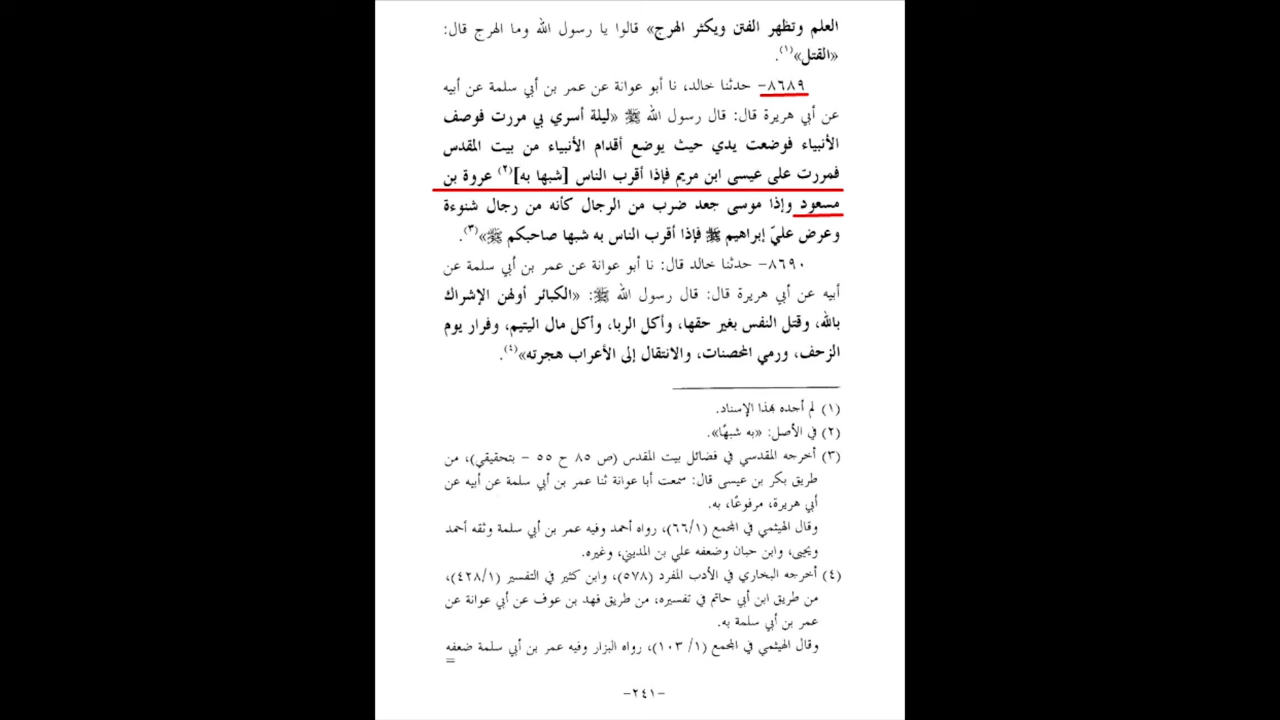 العلم وتظهر الفتن ويكثر الهرج» قالوا يا رسول الله وما الهرج قال:
«القتل»(١).
٨٦٨٩– حدثنا خالد، نا أبو عوانة عن عمر بن أبي سلمة عن أبيه
عن أبي هريرة قال: قال رسول الله ﷺ «ليلة أسري بي مررت فوصف
الأنبياء فوضعت يدي حيث يوضع أقدام الأنبياء من بيت المقدس
فمررت على عيسى ابن مريم فإذا أقرب الناس [شبها به](٢) عروة بن
مسعود وإذا موسى جعد ضرب من الرجال كأنه من رجال شنوءة
وعرض عليّ إبراهيم ﷺ فإذا أقرب الناس به شبها صاحبكم ﷺ»(٣).
٨٦٩٠– حدثنا خالد قال: نا أبو عوانة عن عمر بن أبي سلمة عن
أبيه عن أبي هريرة قال: قال رسول الله ﷺ: «الكبائر أولهن الإشراك
بالله، وقتل النفس بغير حقها، وأكل الربا، وأكل مال اليتيم، وفرار يوم
الزحف، ورمي المحصنات، والانتقال إلى الأعراب هجرته»(٤).
(١) لم أجده بهذا الإسناد.
(٢) في الأصل: «به شبهًا».
(٣) أخرجه المقدسي في فضائل بيت المقدس (ص ٨٥ ح ٥٥ – بتحقيقي)، من
طريق بكر بن عيسى قال: سمعت أبا عوانة ثنا عمر بن أبي سلمة عن أبيه عن
أبي هريرة، مرفوعًا، به.
وقال الهيثمي في المجمع (٦٦/١)، رواه أحمد وفيه عمر بن أبي سلمة وثقه أحمد
ويحيى، وابن حبان وضعفه علي بن المديني، وغيره.
(٤) أخرجه البخاري في الأدب المفرد (٥٧٨)، وابن كثير في التفسير (٤٢٨/١)،
من طريق ابن أبي حاتم في تفسيره، من طريق فهد بن عوف عن أبي عوانة عن
عمر بن أبي سلمة به.
وقال الهيثمي في المجمع (١٠٣/١)، رواه البزار وفيه عمر بن أبي سلمة ضعفه
=
–٢٤١–